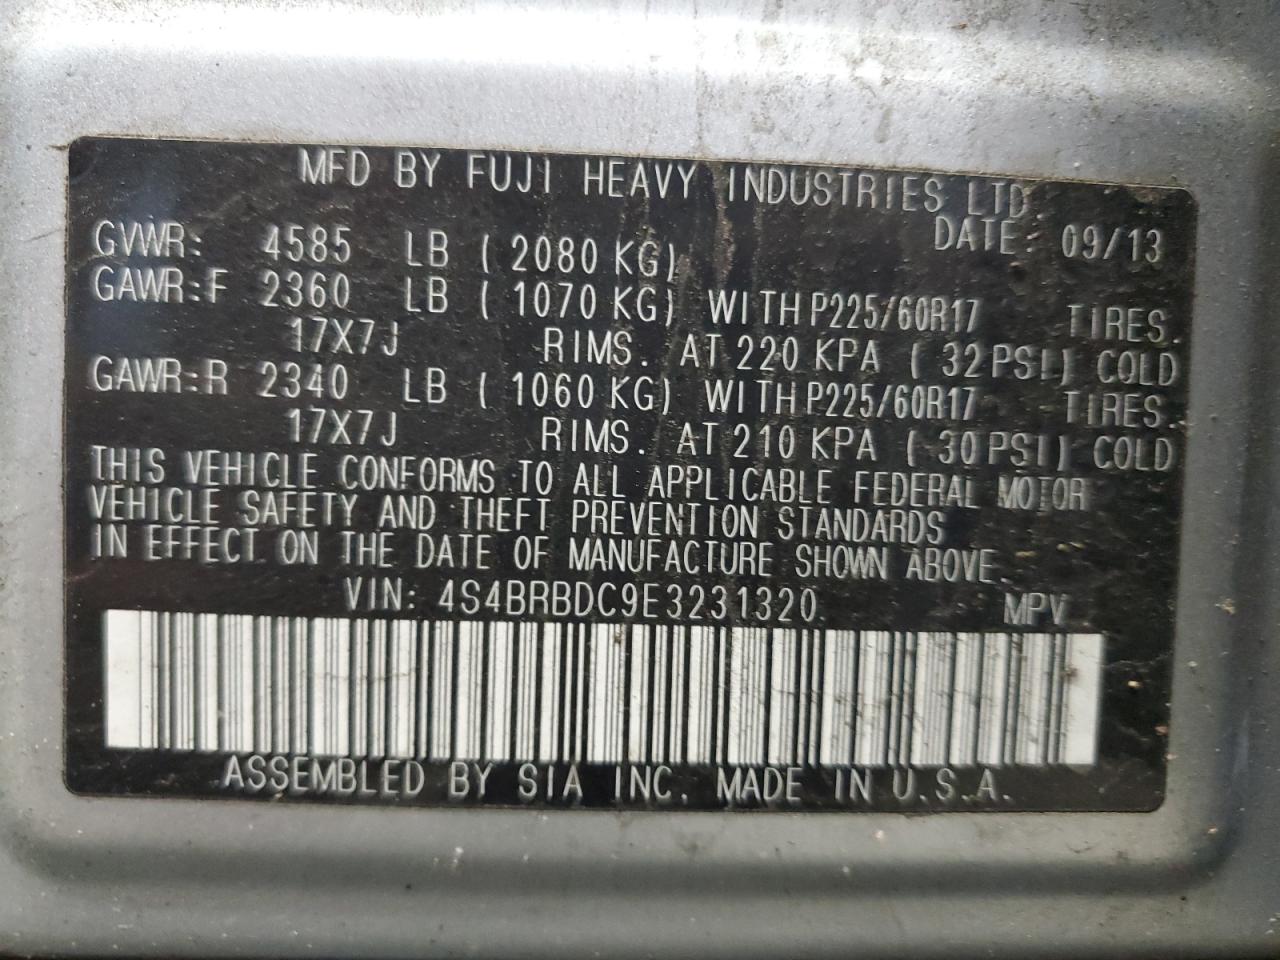 MFD BY FUJI HEAVY INDUSTRIES LTD.
DATE: 09/13
GVWR: 4585 LB ( 2080 KG)
GAWR:F 2360 LB ( 1070 KG) WITH P225/60R17 TIRES.
17X7J RIMS. AT 220 KPA ( 32 PSI) COLD
GAWR:R 2340 LB ( 1060 KG) WITH P225/60R17 TIRES.
17X7J RIMS. AT 210 KPA ( 30 PSI) COLD
THIS VEHICLE CONFORMS TO ALL APPLICABLE FEDERAL MOTOR
VEHICLE SAFETY AND THEFT PREVENTION STANDARDS
IN EFFECT ON THE DATE OF MANUFACTURE SHOWN ABOVE.
VIN: 4S4BRBDC9E3231320. MPV
ASSEMBLED BY SIA INC. MADE IN U.S.A.